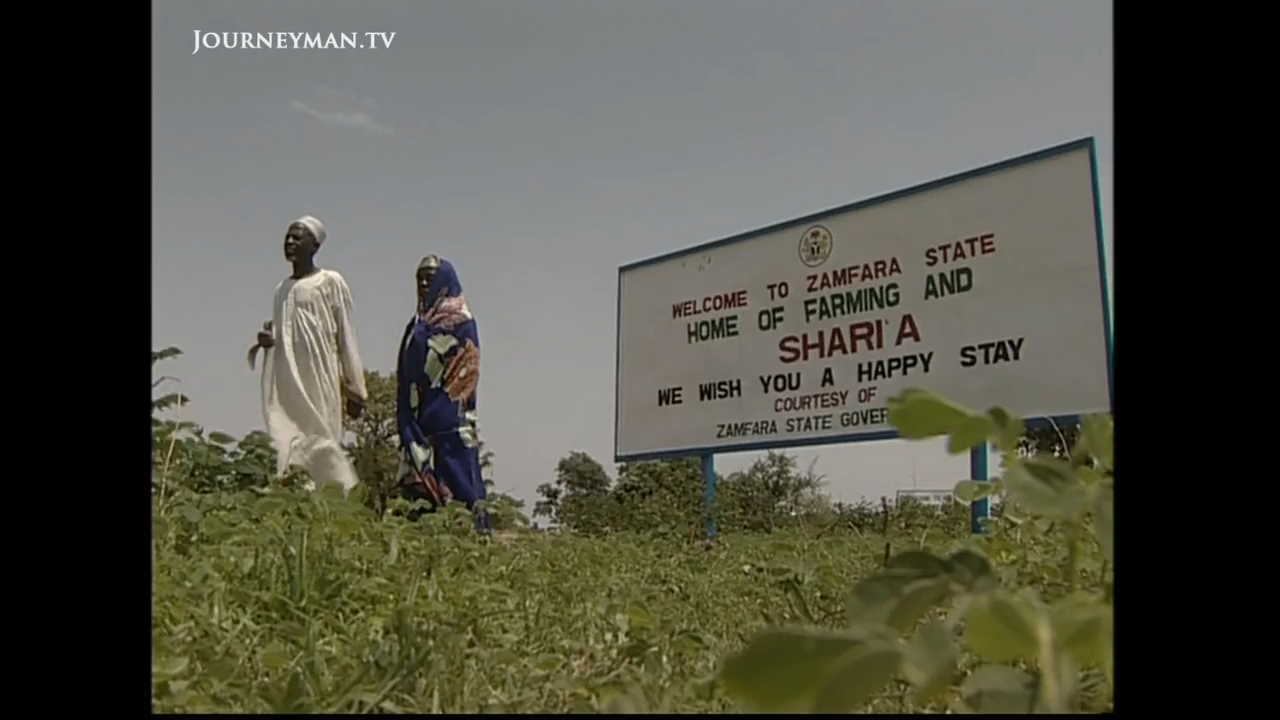 JOURNEYMAN.TV
WELCOME TO ZAMFARA STATE
HOME OF FARMING AND
SHARI'A
WE WISH YOU A HAPPY STAY
COURTESY OF
ZAMFARA STATE GOVER